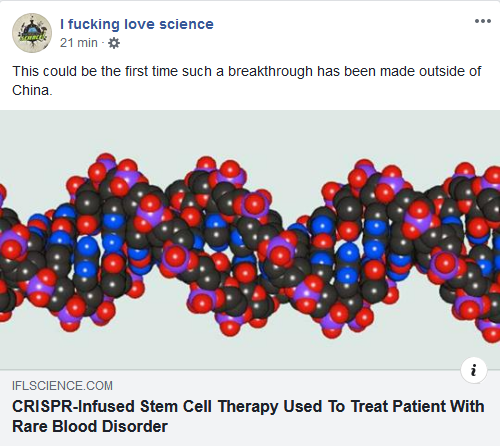 I fucking love science
21 min ·
This could be the first time such a breakthrough has been made outside of
China.
i
IFLSCIENCE.COM
CRISPR-Infused Stem Cell Therapy Used To Treat Patient With
Rare Blood Disorder